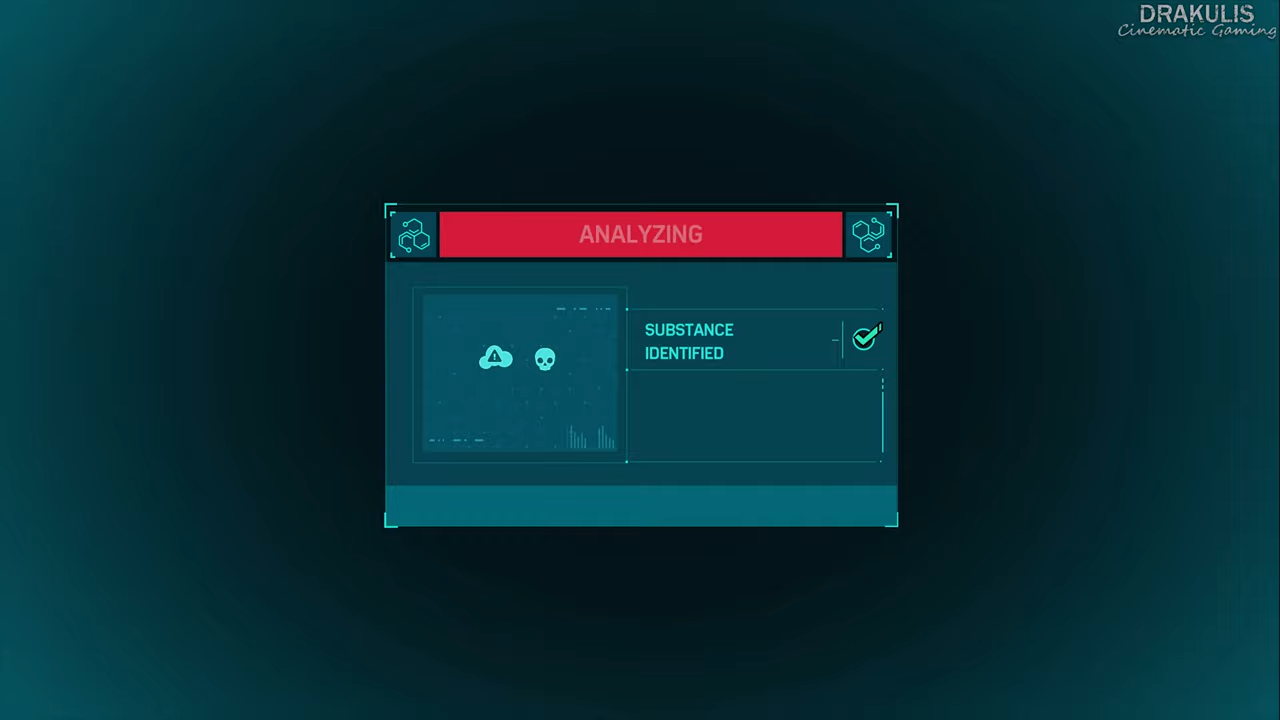 DRAKULIS
Cinematic Gaming
ANALYZING
SUBSTANCE
IDENTIFIED